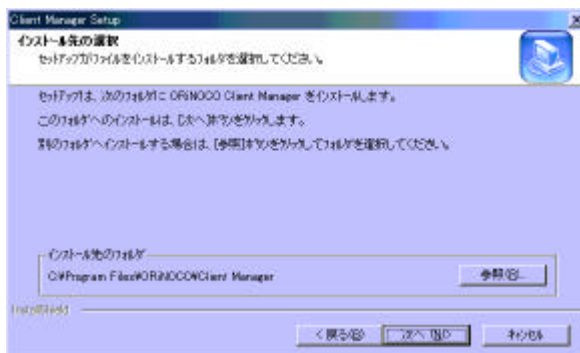 Client Manager Setup
インストール先の選択
セットアップがファイルをインストールするフォルダを選択してください。
セットアップは、次のフォルダに ORiNOCO Client Manager をインストールします。
このフォルダへのインストールは、[次へ]ボタンをクリックします。
別のフォルダへインストールする場合は、[参照]ボタンをクリックしてフォルダを選択してください。
インストール先のフォルダ
C:¥Program Files¥ORiNOCO¥Client Manager
参照(R)...
InstallShield
< 戻る(B)
次へ(N)>
キャンセル